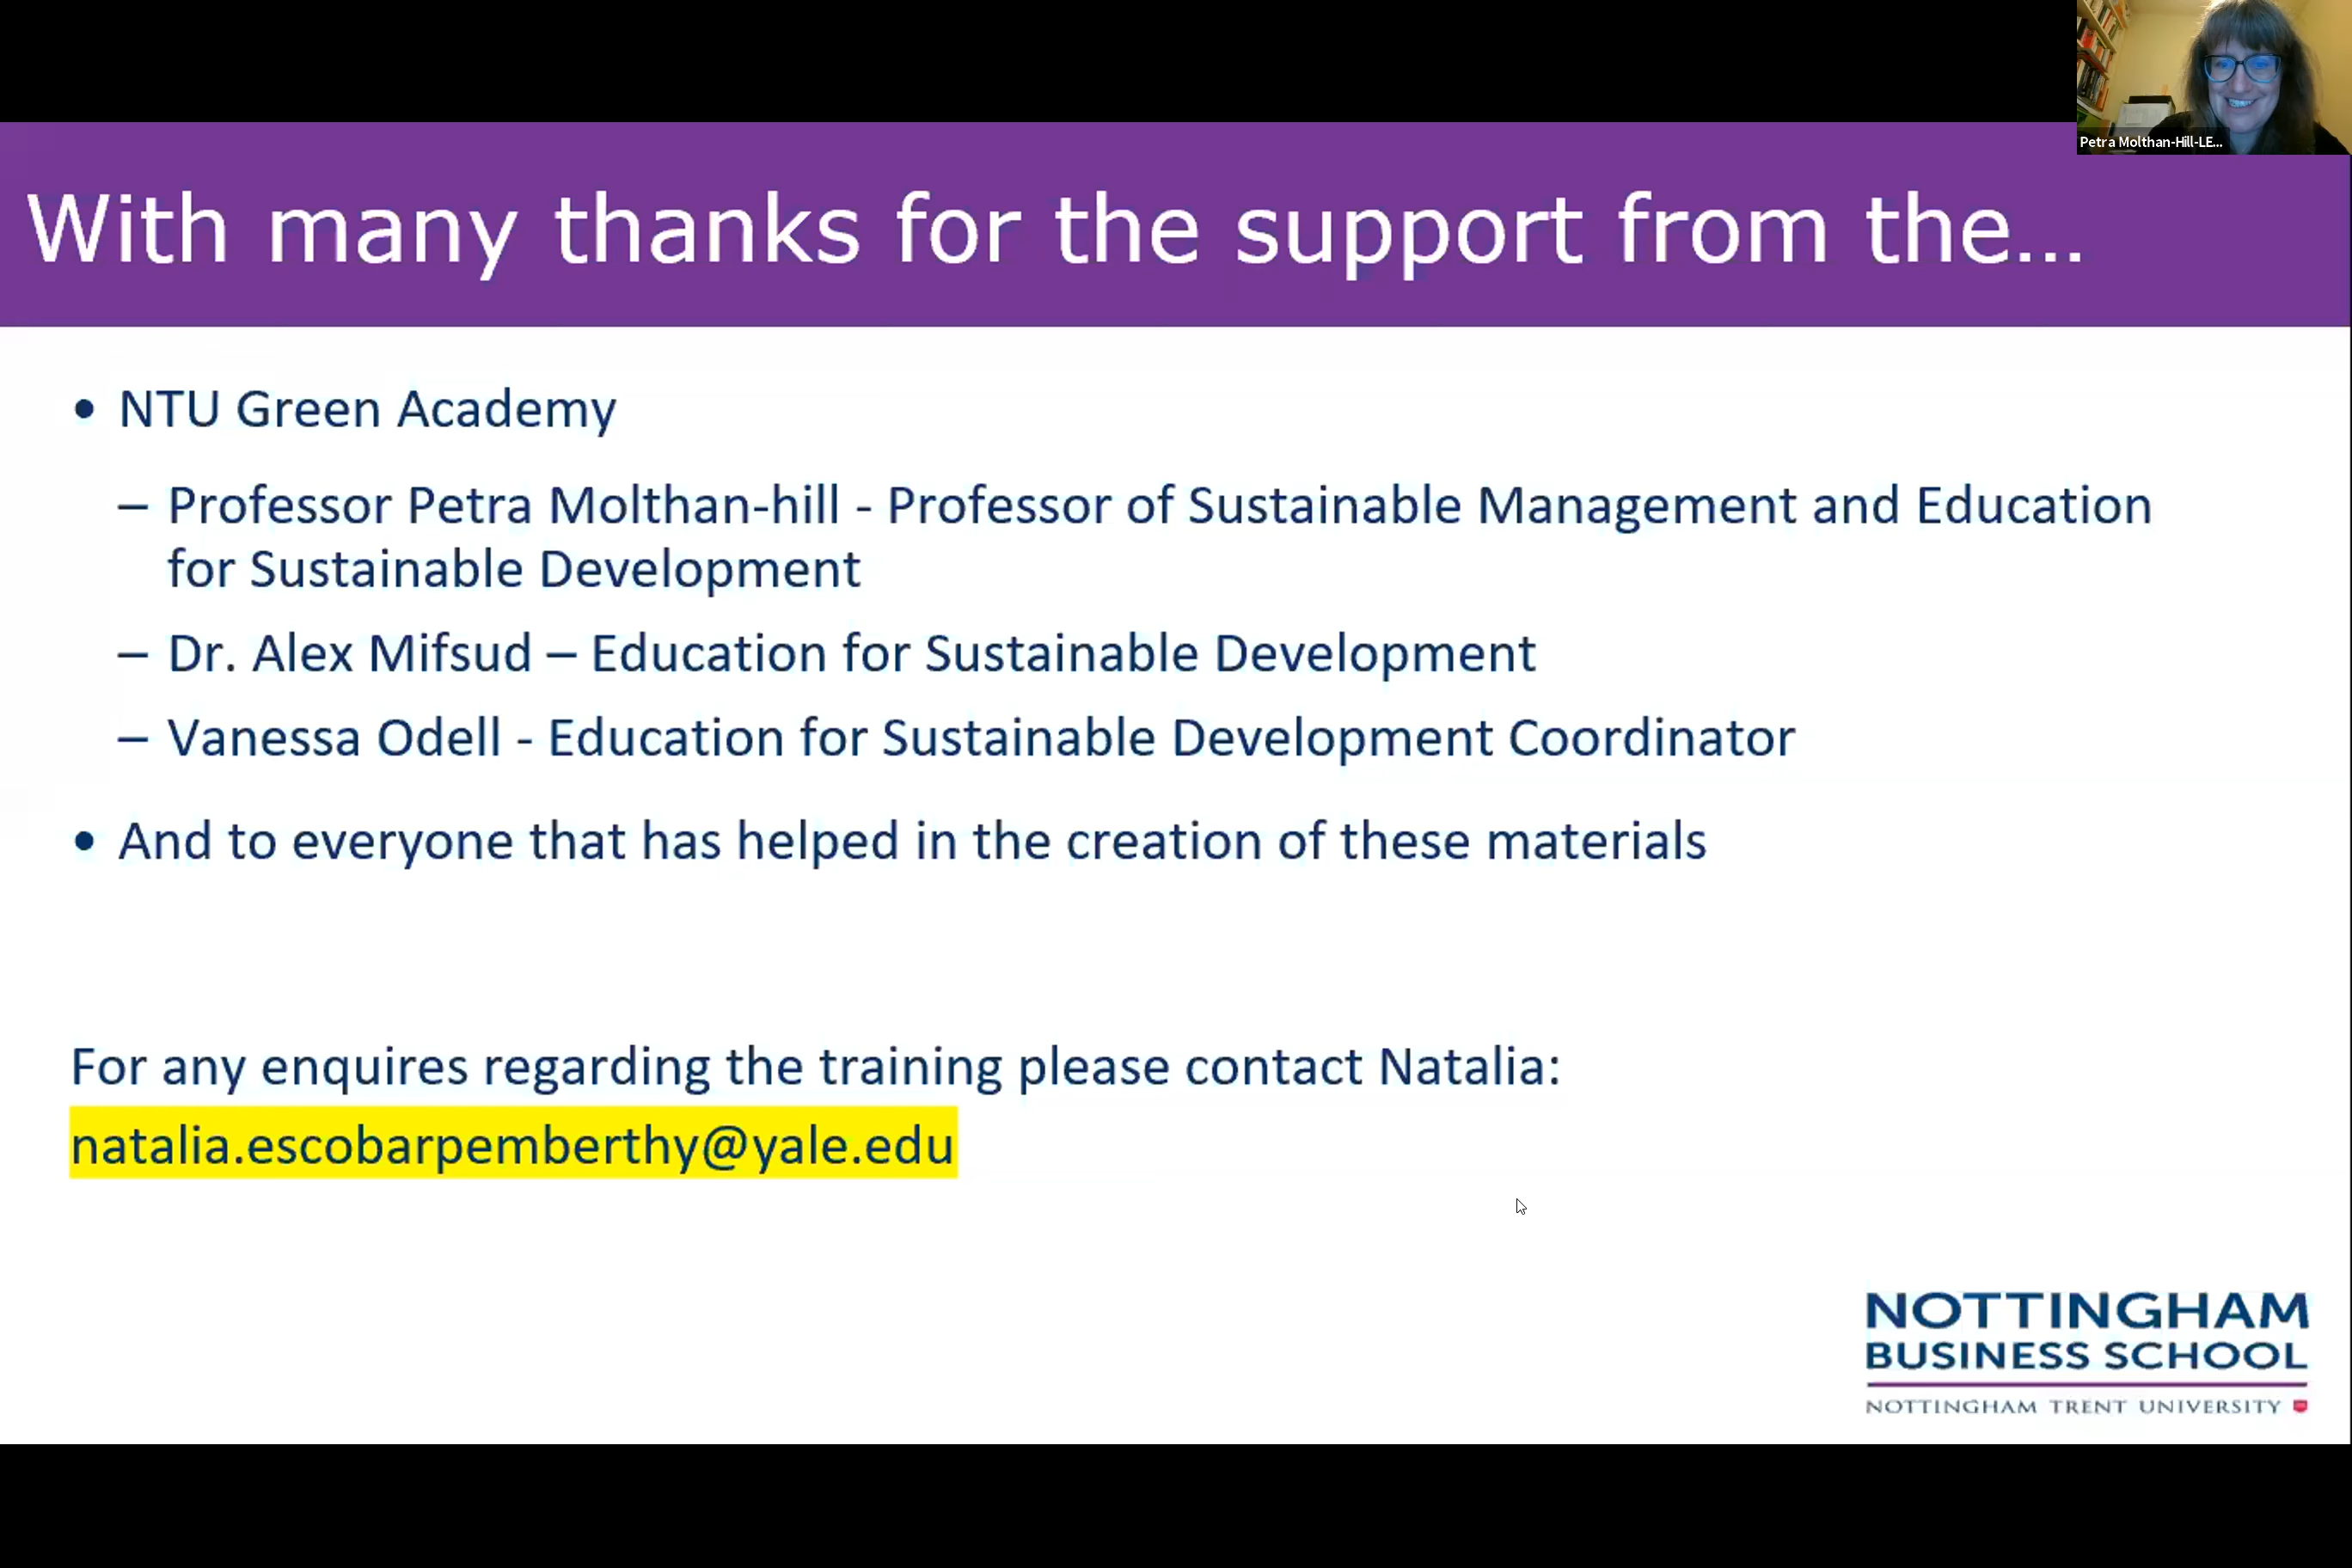 Petra Molthan-Hill-LE...
With many thanks for the support from the...
• NTU Green Academy
– Professor Petra Molthan-hill - Professor of Sustainable Management and Education
for Sustainable Development
– Dr. Alex Mifsud – Education for Sustainable Development
– Vanessa Odell - Education for Sustainable Development Coordinator
• And to everyone that has helped in the creation of these materials
For any enquires regarding the training please contact Natalia:
natalia.escobarpemberthy@yale.edu
NOTTINGHAM
BUSINESS SCHOOL
NOTTINGHAM TRENT UNIVERSITY